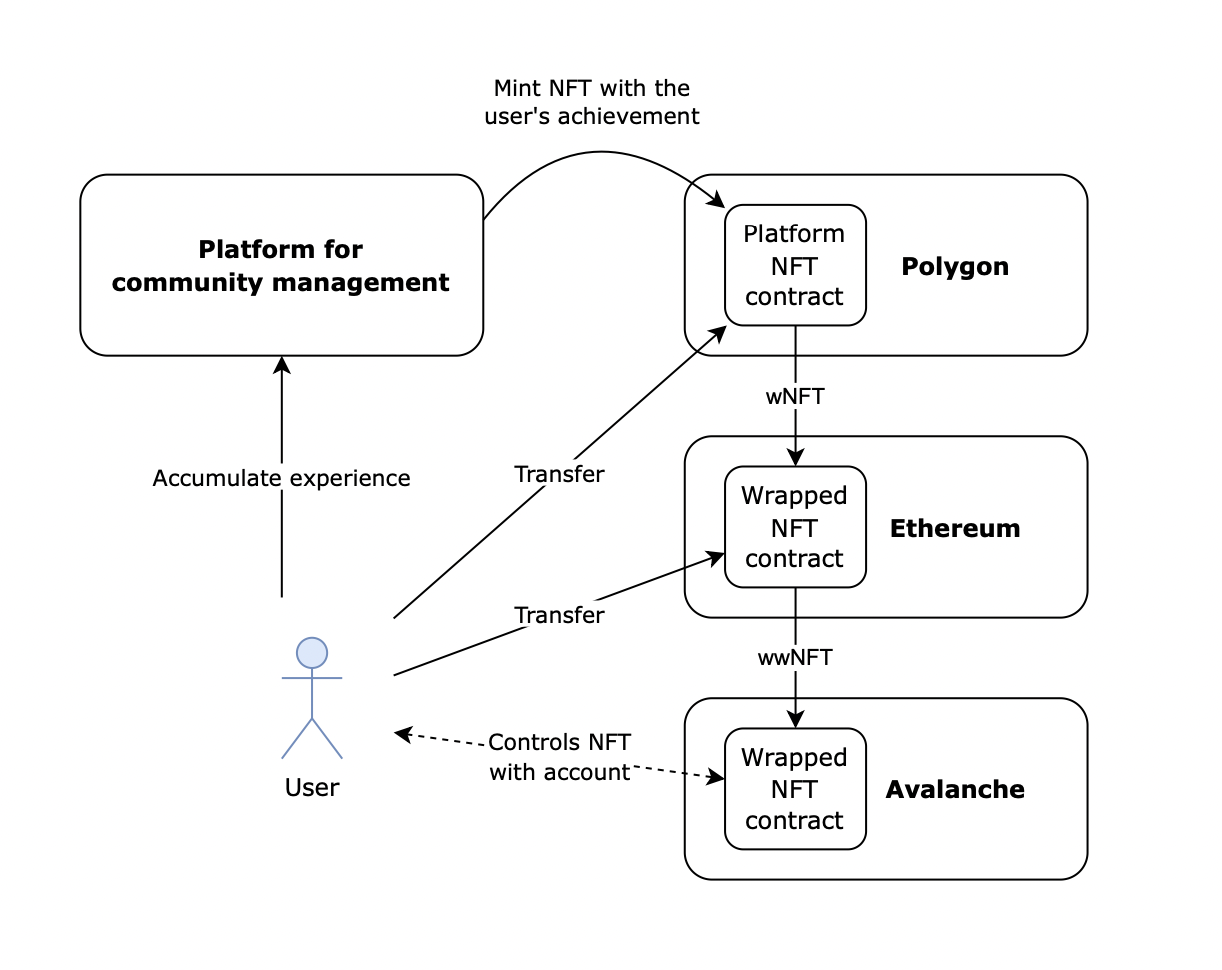 Mint NFT with the
user's achievement
Platform for
community management
Platform
NFT
contract
Polygon
wNFT
Accumulate experience
Transfer
Wrapped
NFT
contract
Ethereum
Transfer
wwNFT
Controls NFT
with account
Wrapped
NFT
contract
Avalanche
User